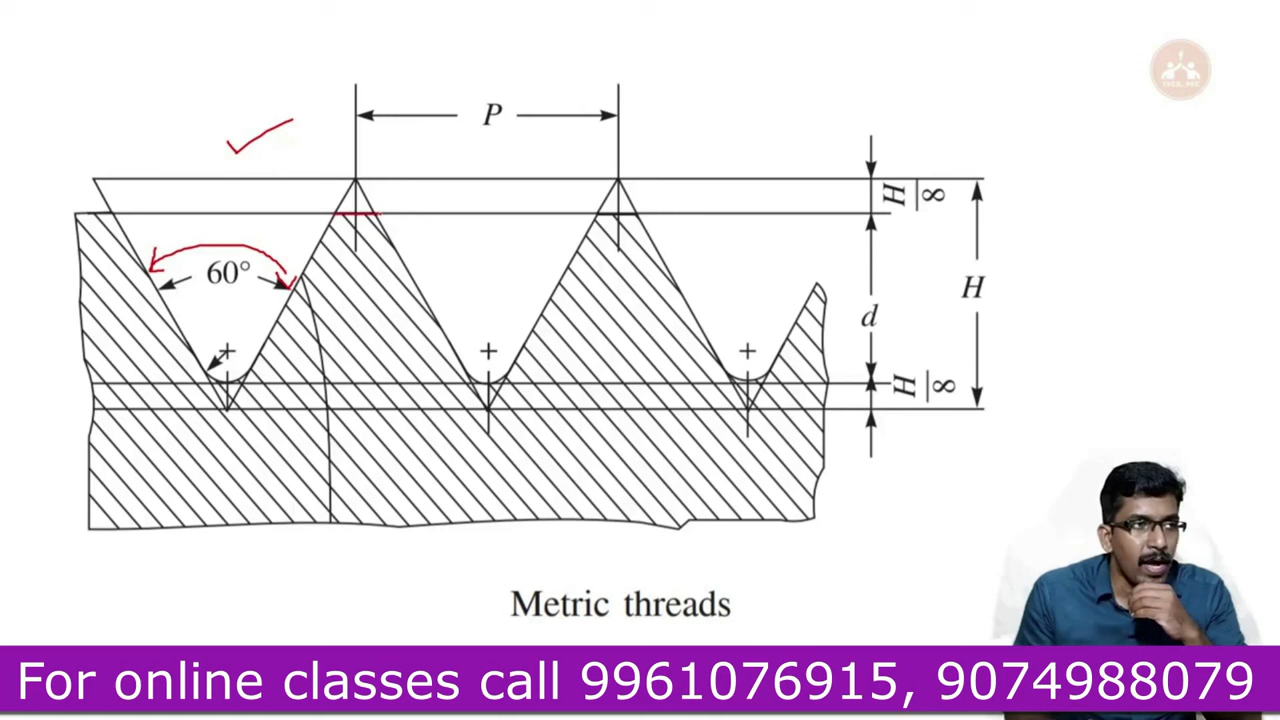 P
H
8
60°
H
d
H
8
Metric threads
For online classes call 9961076915, 9074988079